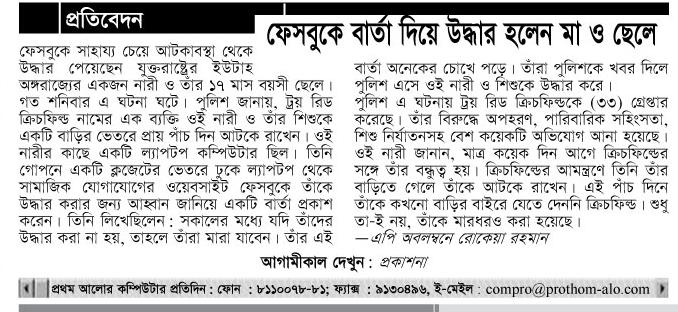 প্রতিবেদন
ফেসবুকে বার্তা দিয়ে উদ্ধার হলেন মা ও ছেলে
ফেসবুকে সাহায্য চেয়ে আটকাবস্থা থেকে
উদ্ধার পেয়েছেন যুক্তরাষ্ট্রের ইউটাহ
অঙ্গরাজ্যের একজন নারী ও তাঁর ১৭ মাস বয়সী ছেলে।
গত শনিবার এ ঘটনা ঘটে। পুলিশ জানায়, ট্রয় রিড
ক্রিচফিল্ড নামের এক ব্যক্তি ওই নারী ও তাঁর শিশুকে
একটি বাড়ির ভেতরে প্রায় পাঁচ দিন আটকে রাখেন। ওই
নারীর কাছে একটি ল্যাপটপ কম্পিউটার ছিল। তিনি
গোপনে একটি ক্লজেটের ভেতরে ঢুকে ল্যাপটপ থেকে
সামাজিক যোগাযোগের ওয়েবসাইট ফেসবুকে তাঁকে
উদ্ধার করার জন্য আহ্বান জানিয়ে একটি বার্তা প্রকাশ
করেন। তিনি লিখেছিলেন: সকালের মধ্যে যদি তাঁদের
উদ্ধার করা না হয়, তাহলে তাঁরা মারা যাবেন। তাঁর এই
বার্তা অনেকের চোখে পড়ে। তাঁরা পুলিশকে খবর দিলে
পুলিশ এসে ওই নারী ও শিশুকে উদ্ধার করে।
পুলিশ এ ঘটনায় ট্রয় রিড ক্রিচফিল্ডকে (৩৩) গ্রেপ্তার
করেছে। তাঁর বিরুদ্ধে অপহরণ, পারিবারিক সহিংসতা,
শিশু নির্যাতনসহ বেশ কয়েকটি অভিযোগ আনা হয়েছে।
ওই নারী জানান, মাত্র কয়েক দিন আগে ক্রিচফিল্ডের
সঙ্গে তাঁর বন্ধুত্ব হয়। ক্রিচফিল্ডের আমন্ত্রণে তিনি তাঁর
বাড়িতে গেলে তাঁকে আটকে রাখেন। এই পাঁচ দিনে
তাঁকে কখনো বাড়ির বাইরে যেতে দেননি ক্রিচফিল্ড। শুধু
তা-ই নয়, তাঁকে মারধরও করা হয়েছে।
—এপি অবলম্বনে রোকেয়া রহমান
আগামীকাল দেখুন : প্রকাশনা
প্রথম আলোর কম্পিউটার প্রতিদিন : ফোন : ৮১১০০৭৮-৮১; ফ্যাক্স : ৯১৩০৪৯৬, ই-মেইল : compro@prothom-alo.com